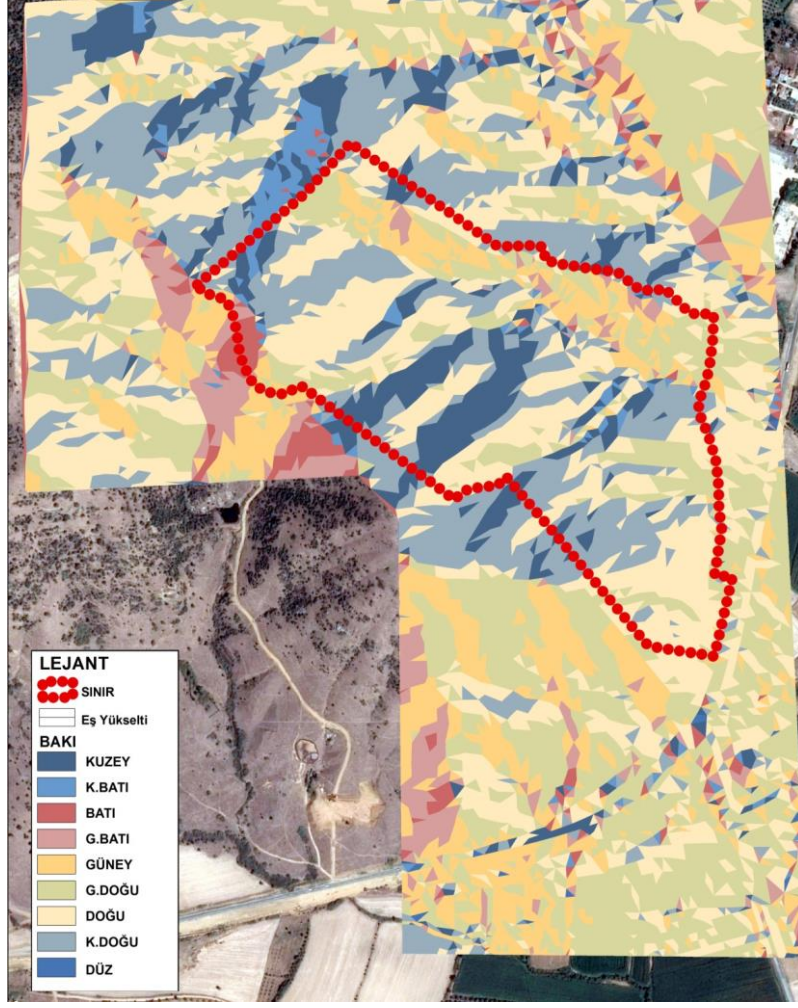 LEJANT
SINIR
Eş Yükselti
BAKI
KUZEY
K.BATI
BATI
G.BATI
GÜNEY
G.DOĞU
DOĞU
K.DOĞU
DÜZ